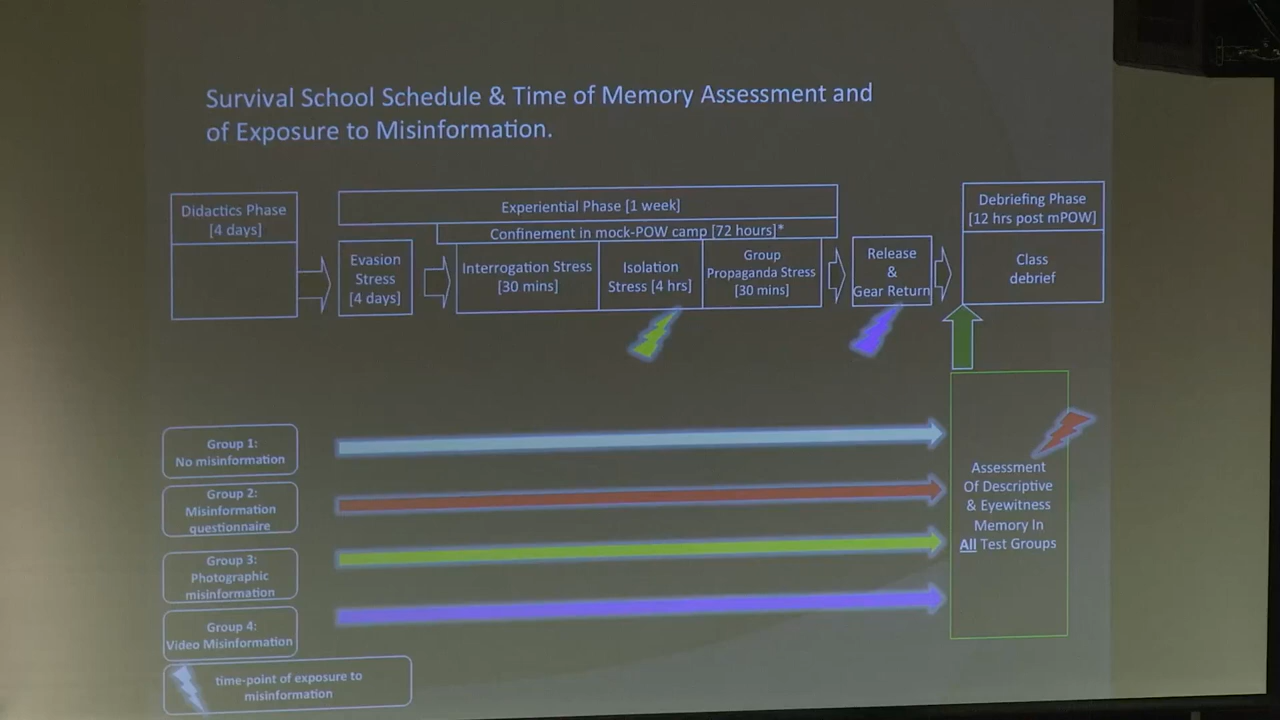 Survival School Schedule & Time of Memory Assessment and
of Exposure to Misinformation.
Didactics Phase
[4 days]
Experiential Phase [1 week]
Confinement in mock-POW camp [72 hours]*
Evasion
Stress
[4 days]
Interrogation Stress
[30 mins]
Isolation
Stress [4 hrs]
Group
Propaganda Stress
[30 mins]
Release
&
Gear Return
Debriefing Phase
[12 hrs post mPOW]
Class
debrief
Group 1:
No misinformation
Group 2:
Misinformation
questionnaire
Group 3:
Photographic
misinformation
Group 4:
Video Misinformation
time-point of exposure to
misinformation
Assessment
Of Descriptive
& Eyewitness
Memory In
All Test Groups